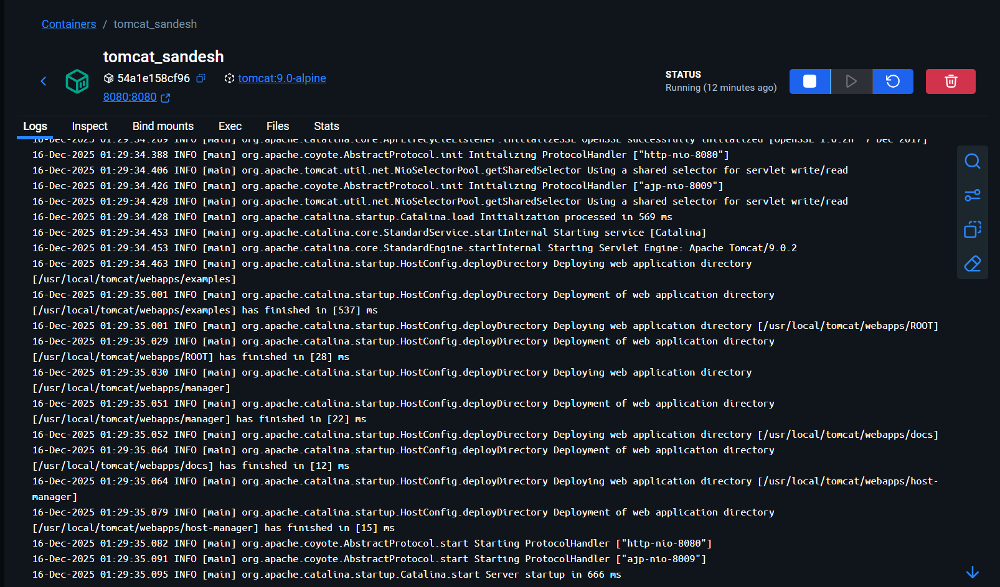 Containers / tomcat_sandesh
tomcat_sandesh
54a1e158cf96 tomcat:9.0-alpine
8080:8080
STATUS
Running (12 minutes ago)
Logs Inspect Bind mounts Exec Files Stats
16-Dec-2025 01:29:34.269 INFO [main] org.apache.catalina.core.AprLifecycleListener.initializeSSL OpenSSL successfully initialized [OpenSSL 1.0.2n 7 Dec 2017]
16-Dec-2025 01:29:34.388 INFO [main] org.apache.coyote.AbstractProtocol.init Initializing ProtocolHandler ["http-nio-8080"]
16-Dec-2025 01:29:34.406 INFO [main] org.apache.tomcat.util.net.NioSelectorPool.getSharedSelector Using a shared selector for servlet write/read
16-Dec-2025 01:29:34.426 INFO [main] org.apache.coyote.AbstractProtocol.init Initializing ProtocolHandler ["ajp-nio-8009"]
16-Dec-2025 01:29:34.428 INFO [main] org.apache.tomcat.util.net.NioSelectorPool.getSharedSelector Using a shared selector for servlet write/read
16-Dec-2025 01:29:34.428 INFO [main] org.apache.catalina.startup.Catalina.load Initialization processed in 569 ms
16-Dec-2025 01:29:34.453 INFO [main] org.apache.catalina.core.StandardService.startInternal Starting service [Catalina]
16-Dec-2025 01:29:34.453 INFO [main] org.apache.catalina.core.StandardEngine.startInternal Starting Servlet Engine: Apache Tomcat/9.0.2
16-Dec-2025 01:29:34.463 INFO [main] org.apache.catalina.startup.HostConfig.deployDirectory Deploying web application directory
[/usr/local/tomcat/webapps/examples]
16-Dec-2025 01:29:35.001 INFO [main] org.apache.catalina.startup.HostConfig.deployDirectory Deployment of web application directory
[/usr/local/tomcat/webapps/examples] has finished in [537] ms
16-Dec-2025 01:29:35.001 INFO [main] org.apache.catalina.startup.HostConfig.deployDirectory Deploying web application directory [/usr/local/tomcat/webapps/ROOT]
16-Dec-2025 01:29:35.029 INFO [main] org.apache.catalina.startup.HostConfig.deployDirectory Deployment of web application directory
[/usr/local/tomcat/webapps/ROOT] has finished in [28] ms
16-Dec-2025 01:29:35.030 INFO [main] org.apache.catalina.startup.HostConfig.deployDirectory Deploying web application directory
[/usr/local/tomcat/webapps/manager]
16-Dec-2025 01:29:35.051 INFO [main] org.apache.catalina.startup.HostConfig.deployDirectory Deployment of web application directory
[/usr/local/tomcat/webapps/manager] has finished in [22] ms
16-Dec-2025 01:29:35.052 INFO [main] org.apache.catalina.startup.HostConfig.deployDirectory Deploying web application directory [/usr/local/tomcat/webapps/docs]
16-Dec-2025 01:29:35.064 INFO [main] org.apache.catalina.startup.HostConfig.deployDirectory Deployment of web application directory
[/usr/local/tomcat/webapps/docs] has finished in [12] ms
16-Dec-2025 01:29:35.064 INFO [main] org.apache.catalina.startup.HostConfig.deployDirectory Deploying web application directory [/usr/local/tomcat/webapps/host-
manager]
16-Dec-2025 01:29:35.079 INFO [main] org.apache.catalina.startup.HostConfig.deployDirectory Deployment of web application directory
[/usr/local/tomcat/webapps/host-manager] has finished in [15] ms
16-Dec-2025 01:29:35.082 INFO [main] org.apache.coyote.AbstractProtocol.start Starting ProtocolHandler ["http-nio-8080"]
16-Dec-2025 01:29:35.091 INFO [main] org.apache.coyote.AbstractProtocol.start Starting ProtocolHandler ["ajp-nio-8009"]
16-Dec-2025 01:29:35.095 INFO [main] org.apache.catalina.startup.Catalina.start Server startup in 666 ms